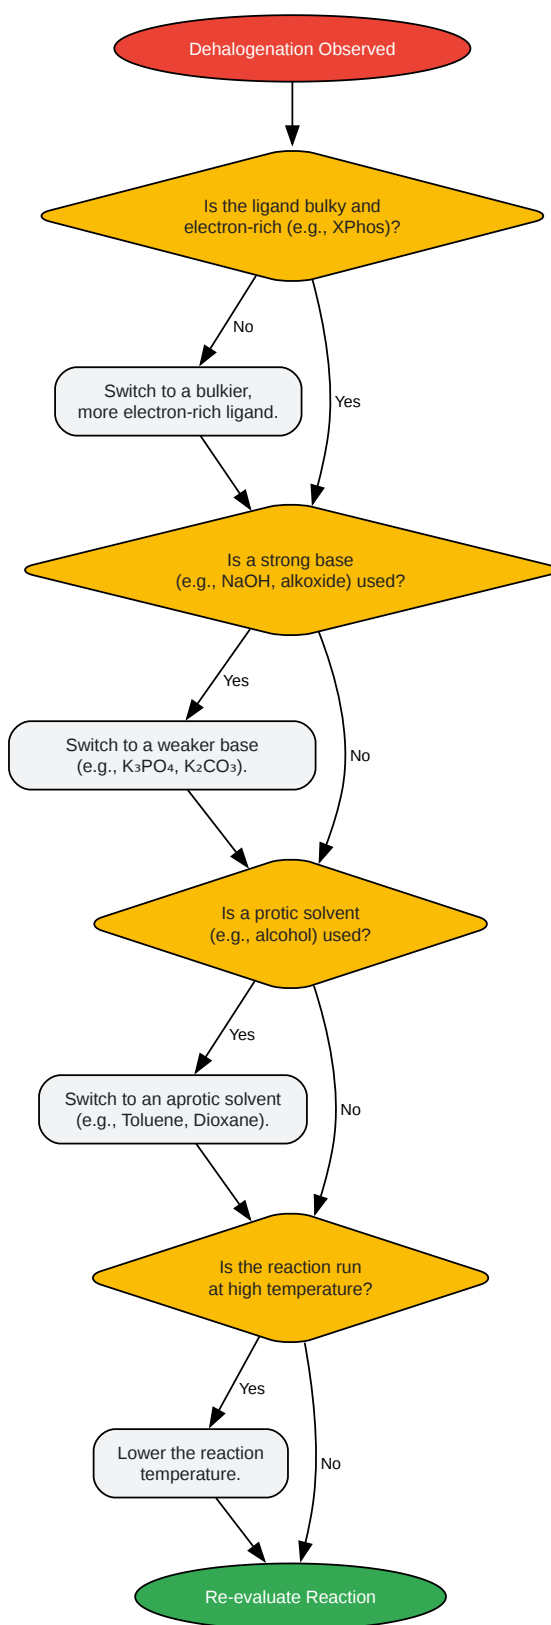 Dehalogenation Observed
Is the ligand bulky and
electron-rich (e.g., XPhos)?
No
Switch to a bulkier,
more electron-rich ligand.
Yes
Is a strong base
(e.g., NaOH, alkoxide) used?
Yes
Switch to a weaker base
(e.g., K₃PO₄, K₂CO₃).
No
Is a protic solvent
(e.g., alcohol) used?
Yes
Switch to an aprotic solvent
(e.g., Toluene, Dioxane).
No
Is the reaction run
at high temperature?
Yes
Lower the reaction
temperature.
No
Re-evaluate Reaction